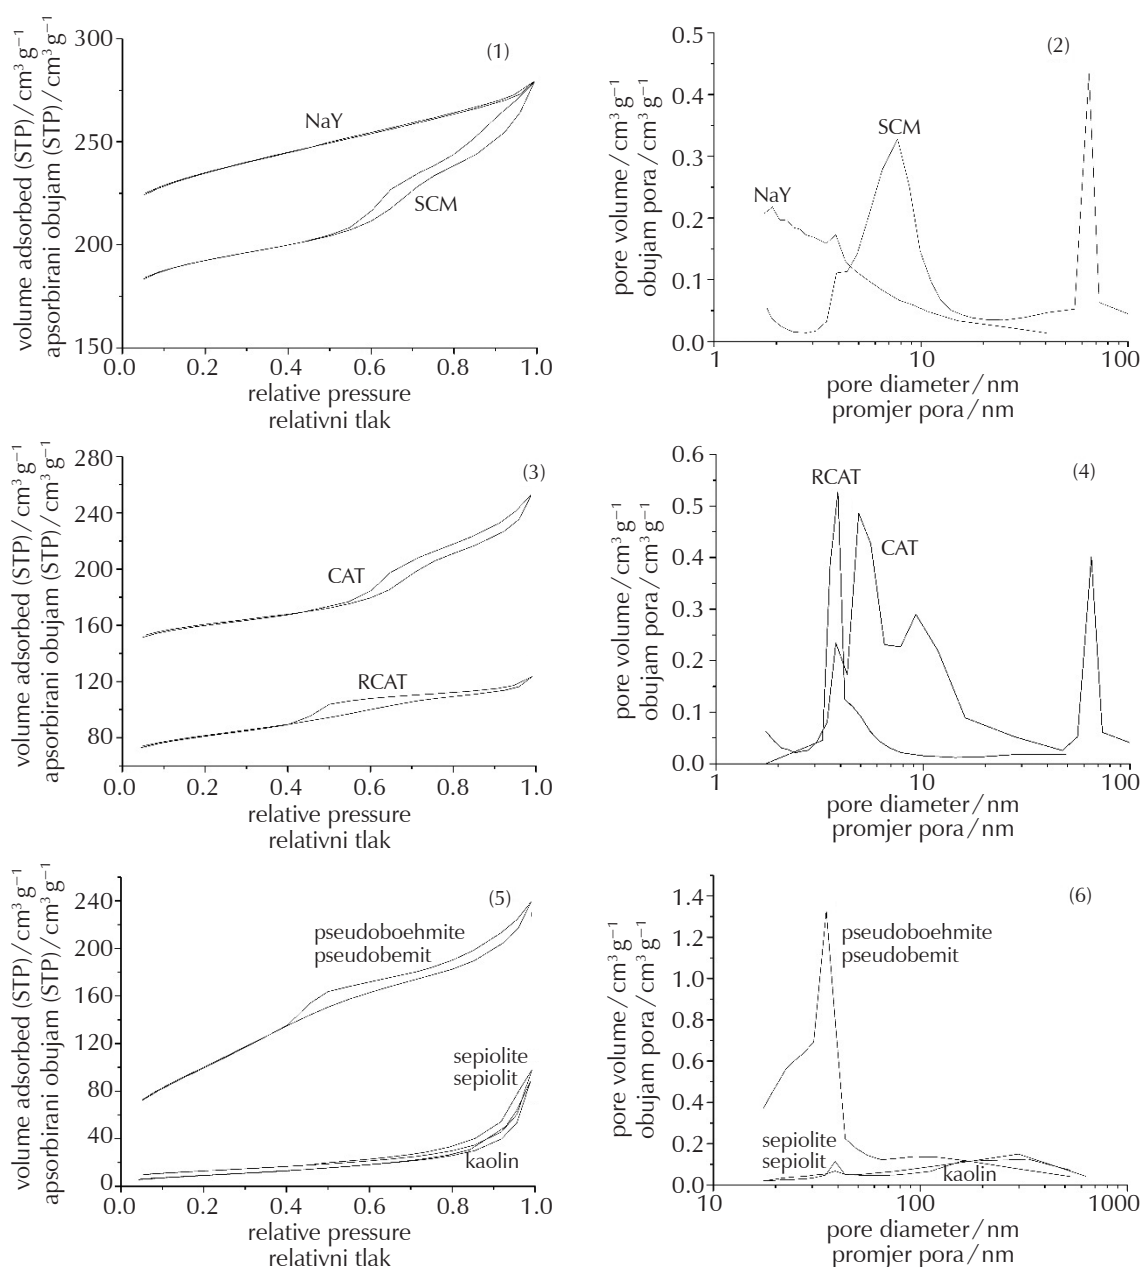 (1)
volume adsorbed (STP) / cm³ g⁻¹
apsorbirani obujam (STP) / cm³ g⁻¹
300
250
200
150
NaY
SCM
0.0 0.2 0.4 0.6 0.8 1.0
relative pressure
relativni tlak
(2)
pore volume / cm³ g⁻¹
obujam pora / cm³ g⁻¹
0.5
0.4
0.3
0.2
0.1
0.0
SCM
NaY
1 10 100
pore diameter / nm
promjer pora / nm
(3)
volume adsorbed (STP) / cm³ g⁻¹
apsorbirani obujam (STP) / cm³ g⁻¹
280
240
200
160
120
80
CAT
RCAT
0.0 0.2 0.4 0.6 0.8 1.0
relative pressure
relativni tlak
(4)
pore volume / cm³ g⁻¹
obujam pora / cm³ g⁻¹
0.6
0.5
0.4
0.3
0.2
0.1
0.0
RCAT
CAT
1 10 100
pore diameter / nm
promjer pora / nm
(5)
volume adsorbed (STP) / cm³ g⁻¹
apsorbirani obujam (STP) / cm³ g⁻¹
240
200
160
120
80
40
0
pseudoboehmite
pseudobemit
sepiolite
sepiolit
kaolin
0.0 0.2 0.4 0.6 0.8 1.0
relative pressure
relativni tlak
(6)
pore volume / cm³ g⁻¹
obujam pora / cm³ g⁻¹
1.4
1.2
1.0
0.8
0.6
0.4
0.2
0.0
pseudoboehmite
pseudobemit
sepiolite
sepiolit
kaolin
10 100 1000
pore diameter / nm
promjer pora / nm